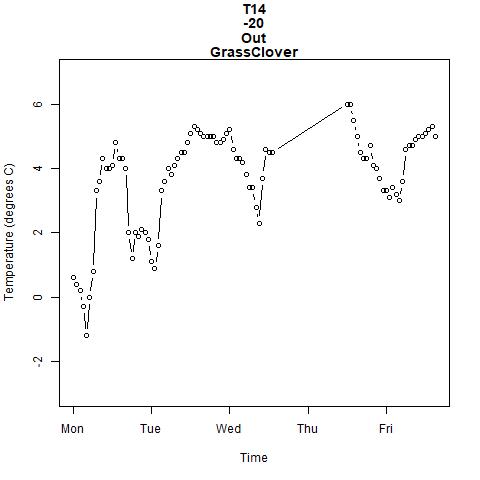 T14
-20
Out
GrassClover
Temperature (degrees C)
6
4
2
0
-2
Mon
Tue
Wed
Thu
Fri
Time